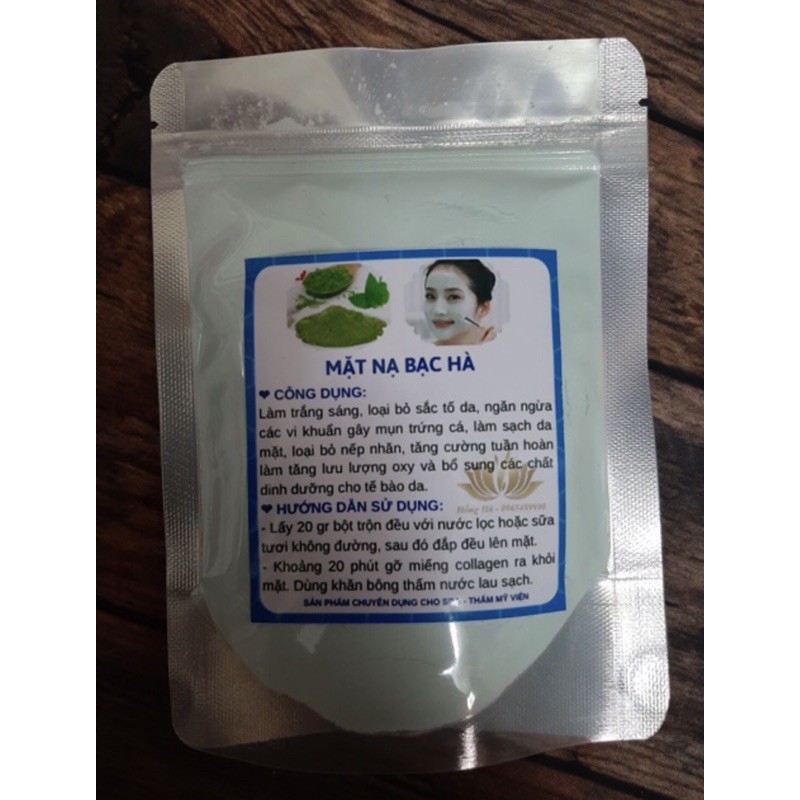 MẶT NẠ BẠC HÀ
❤ CÔNG DỤNG:
Làm trắng sáng, loại bỏ sắc tố da, ngăn ngừa
các vi khuẩn gây mụn trứng cá, làm sạch da
mặt, loại bỏ nếp nhăn, tăng cường tuần hoàn
làm tăng lưu lượng oxy và bổ sung các chất
dinh dưỡng cho tế bào da.
❤ HƯỚNG DẪN SỬ DỤNG:
- Lấy 20 gr bột trộn đều với nước lọc hoặc sữa
tươi không đường, sau đó đắp đều lên mặt.
- Khoảng 20 phút gỡ miếng collagen ra khỏi
mặt. Dùng khăn bông thấm nước lau sạch.
SẢN PHẨM CHUYÊN DỤNG CHO SPA - THẨM MỸ VIỆN